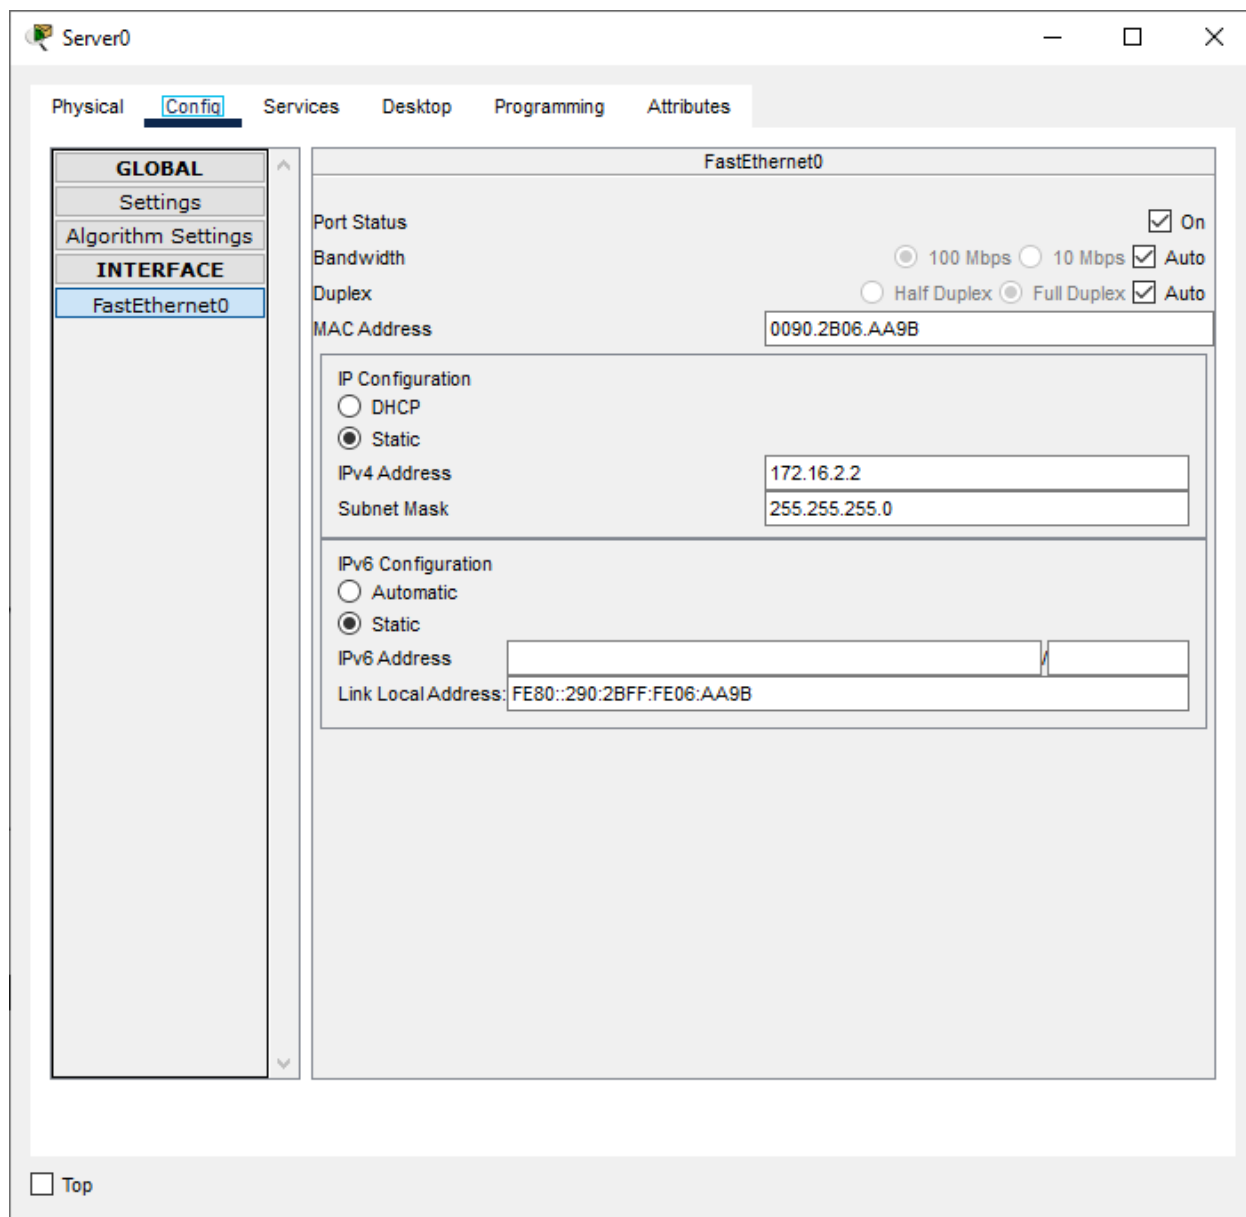 Server0
Physical Config Services Desktop Programming Attributes
GLOBAL
Settings
Algorithm Settings
INTERFACE
FastEthernet0
FastEthernet0
Port Status On
Bandwidth 100 Mbps 10 Mbps Auto
Duplex Half Duplex Full Duplex Auto
MAC Address 0090.2B06.AA9B
IP Configuration
DHCP
Static
IPv4 Address 172.16.2.2
Subnet Mask 255.255.255.0
IPv6 Configuration
Automatic
Static
IPv6 Address /
Link Local Address: FE80::290:2BFF:FE06:AA9B
Top